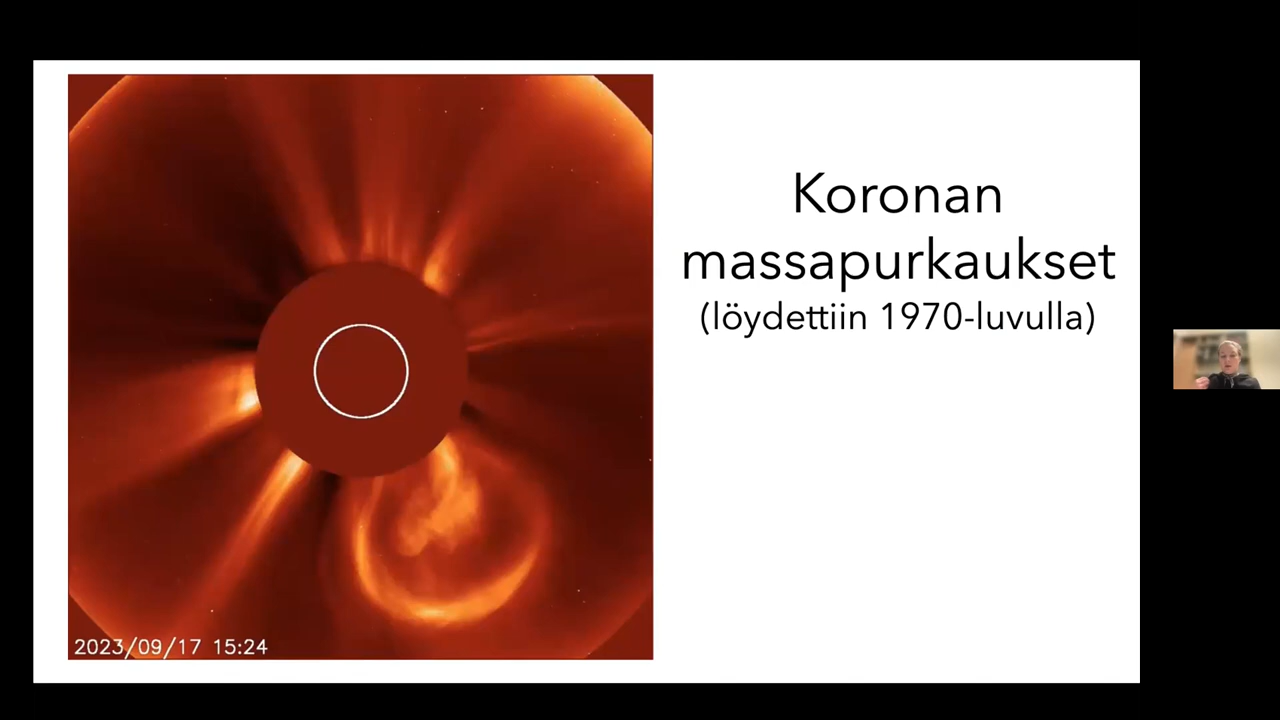 Koronan
massapurkaukset
(löydettiin 1970-luvulla)
2023/09/17 15:24